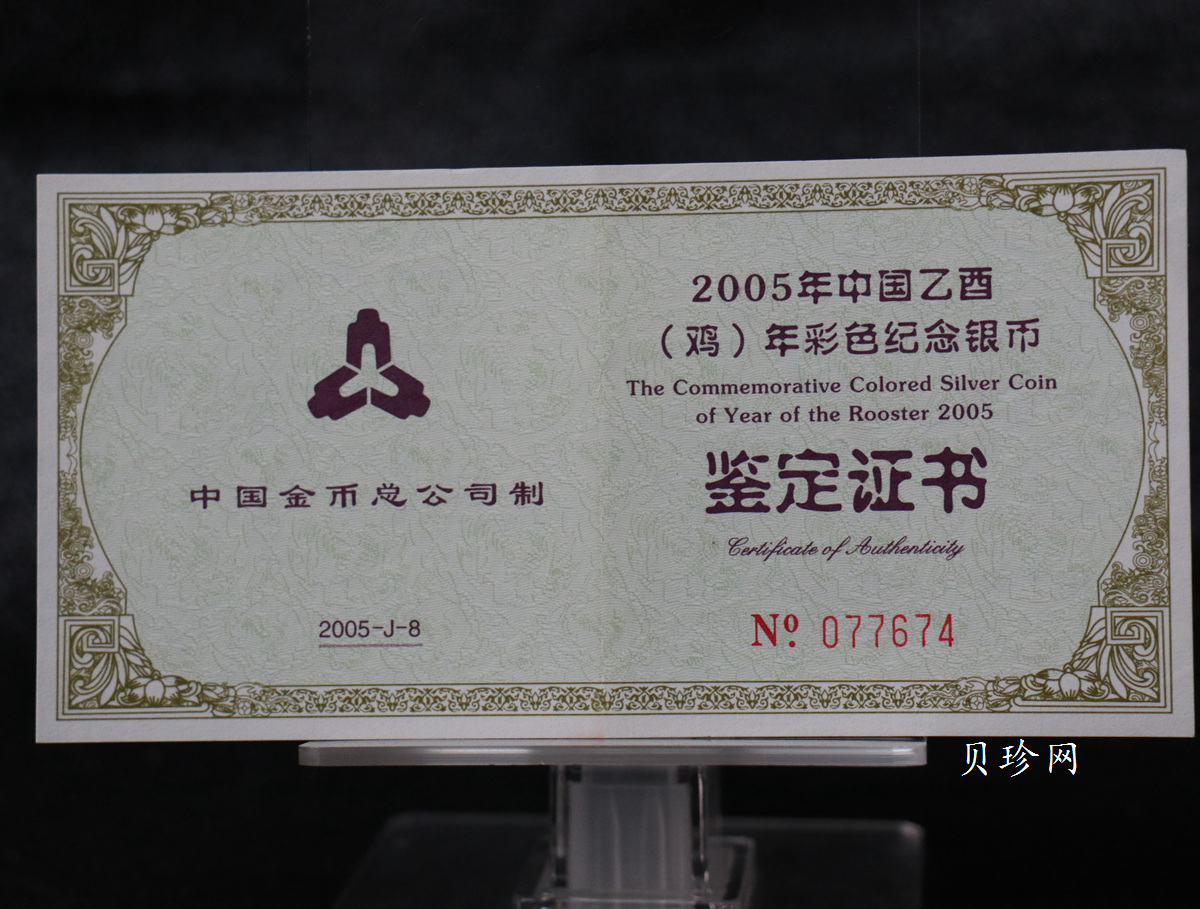 中国金币总公司制
2005-J-8
2005年中国乙酉
（鸡）年彩色纪念银币
The Commemorative Colored Silver Coin
of Year of the Rooster 2005
鉴定证书
Certificate of Authenticity
Nº 077674
贝珍网